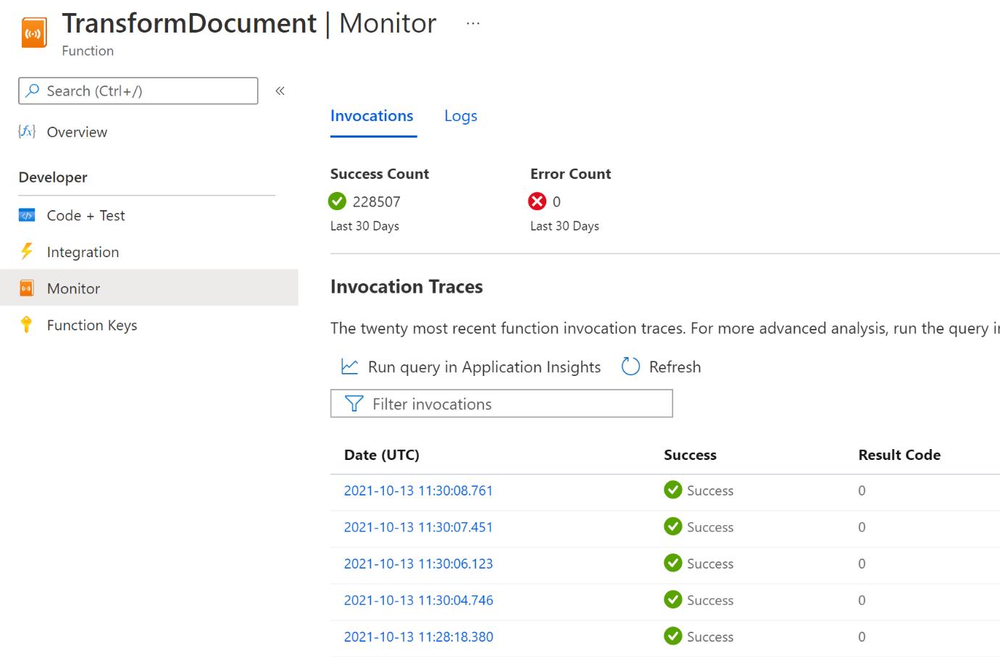 TransformDocument | Monitor ...
Function
Search (Ctrl+/)
«
Overview
Developer
Code + Test
Integration
Monitor
Function Keys
Invocations Logs
Success Count Error Count
228507 0
Last 30 Days Last 30 Days
Invocation Traces
The twenty most recent function invocation traces. For more advanced analysis, run the query in
Run query in Application Insights Refresh
Filter invocations
Date (UTC) Success Result Code
2021-10-13 11:30:08.761 Success 0
2021-10-13 11:30:07.451 Success 0
2021-10-13 11:30:06.123 Success 0
2021-10-13 11:30:04.746 Success 0
2021-10-13 11:28:18.380 Success 0